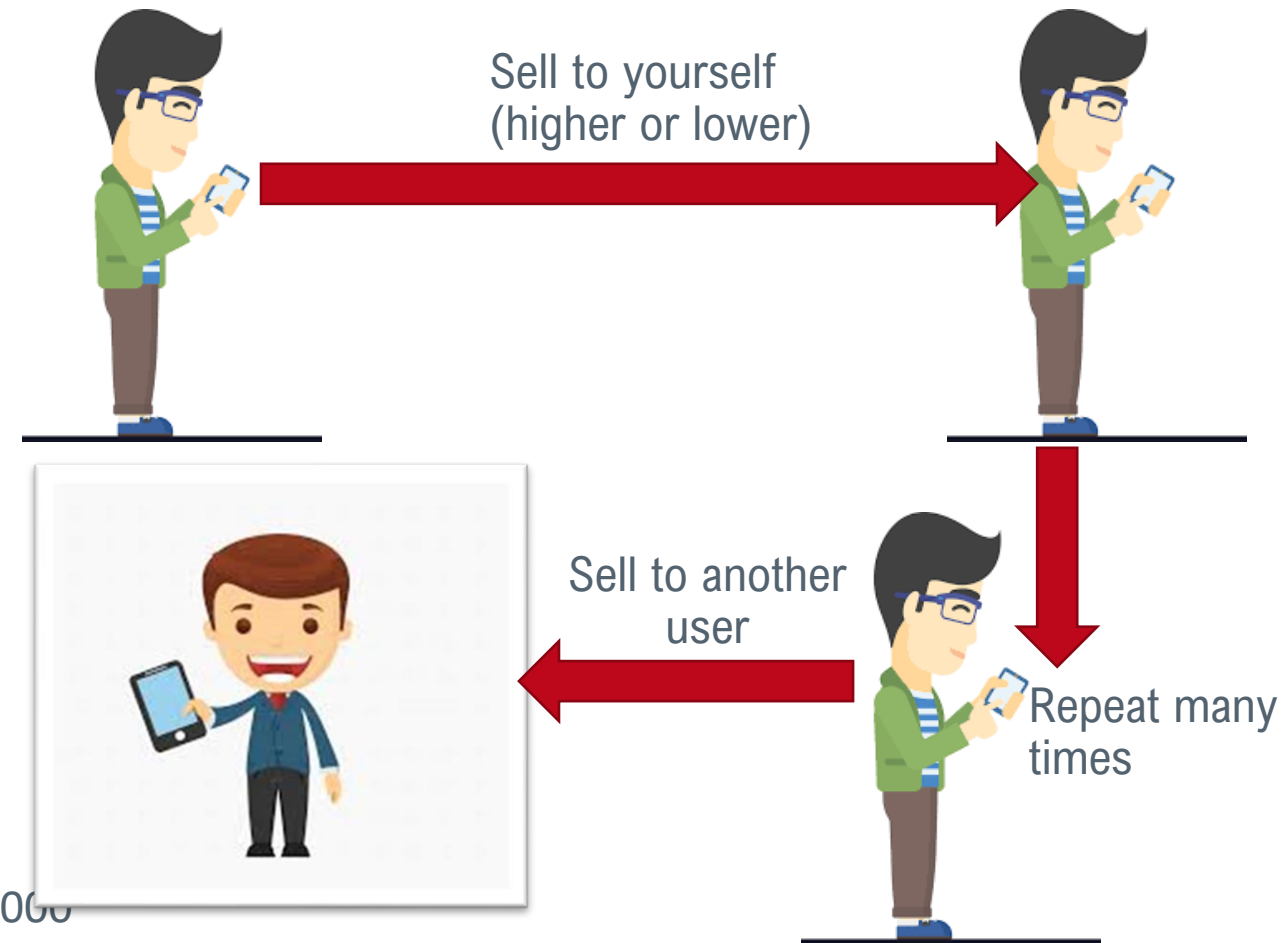 Sell to yourself
(higher or lower)
Sell to another
user
Repeat many
times